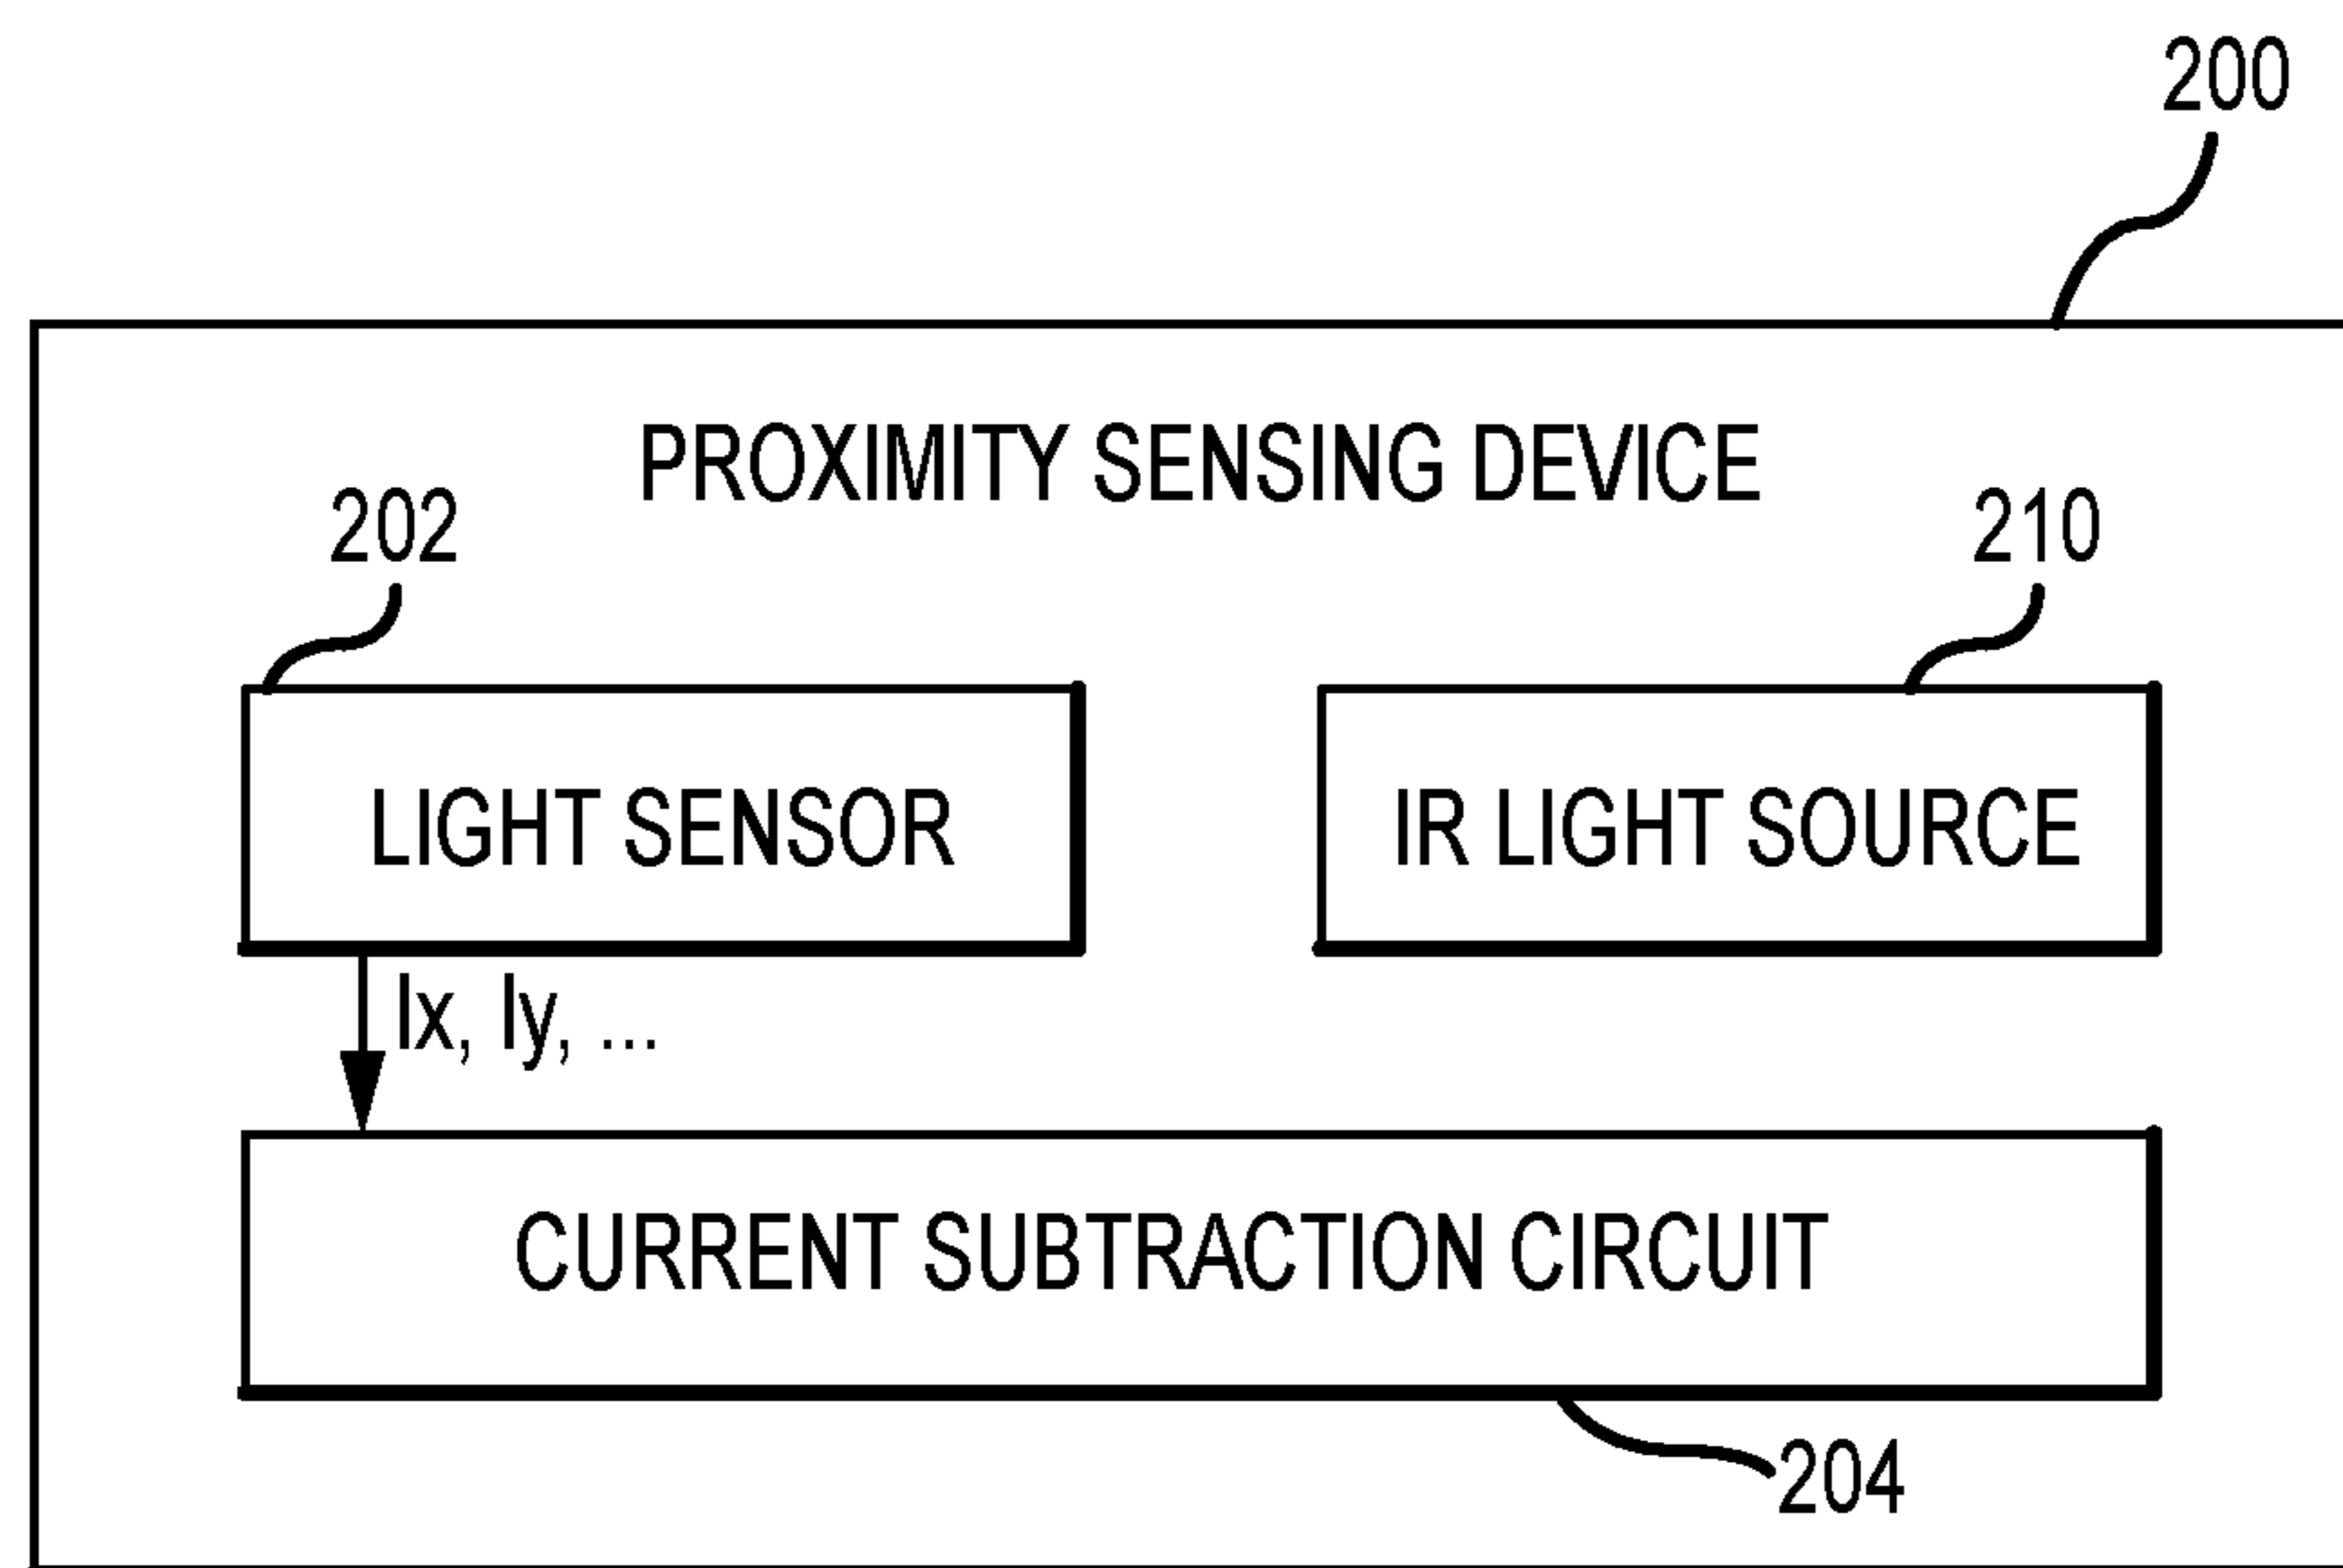 200
PROXIMITY SENSING DEVICE
202
210
LIGHT SENSOR
IR LIGHT SOURCE
Ix, Iy, ...
CURRENT SUBTRACTION CIRCUIT
204